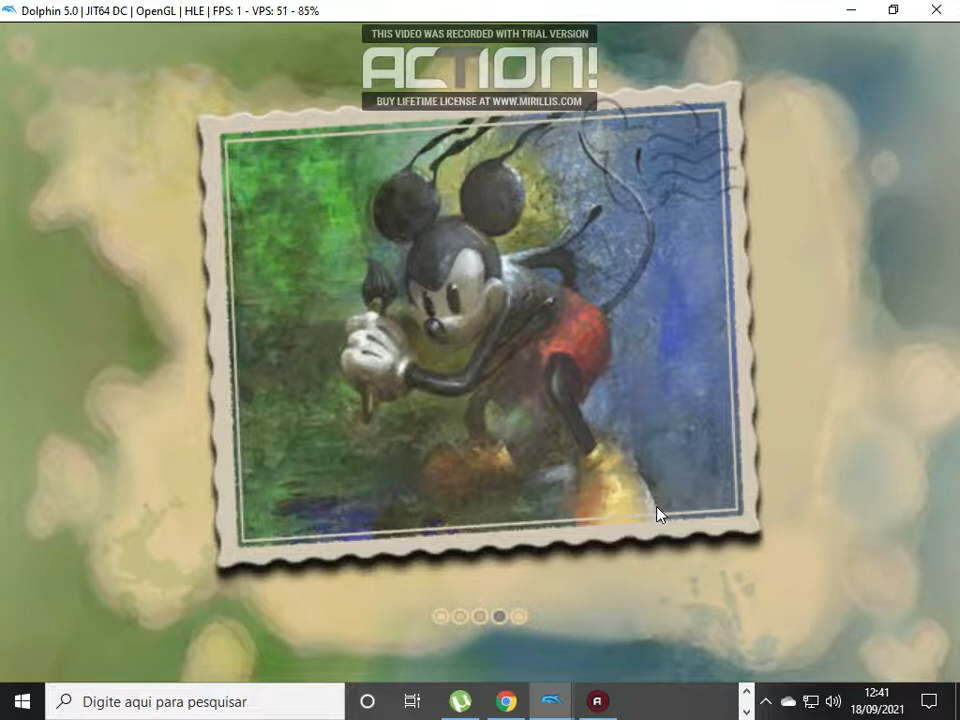 Dolphin 5.0 | JIT64 DC | OpenGL | HLE | FPS: 1 - VPS: 51 - 85%
THIS VIDEO WAS RECORDED WITH TRIAL VERSION
ACTION!
BUY LIFETIME LICENSE AT WWW.MIRILLIS.COM
Digite aqui para pesquisar
12:41
18/09/2021